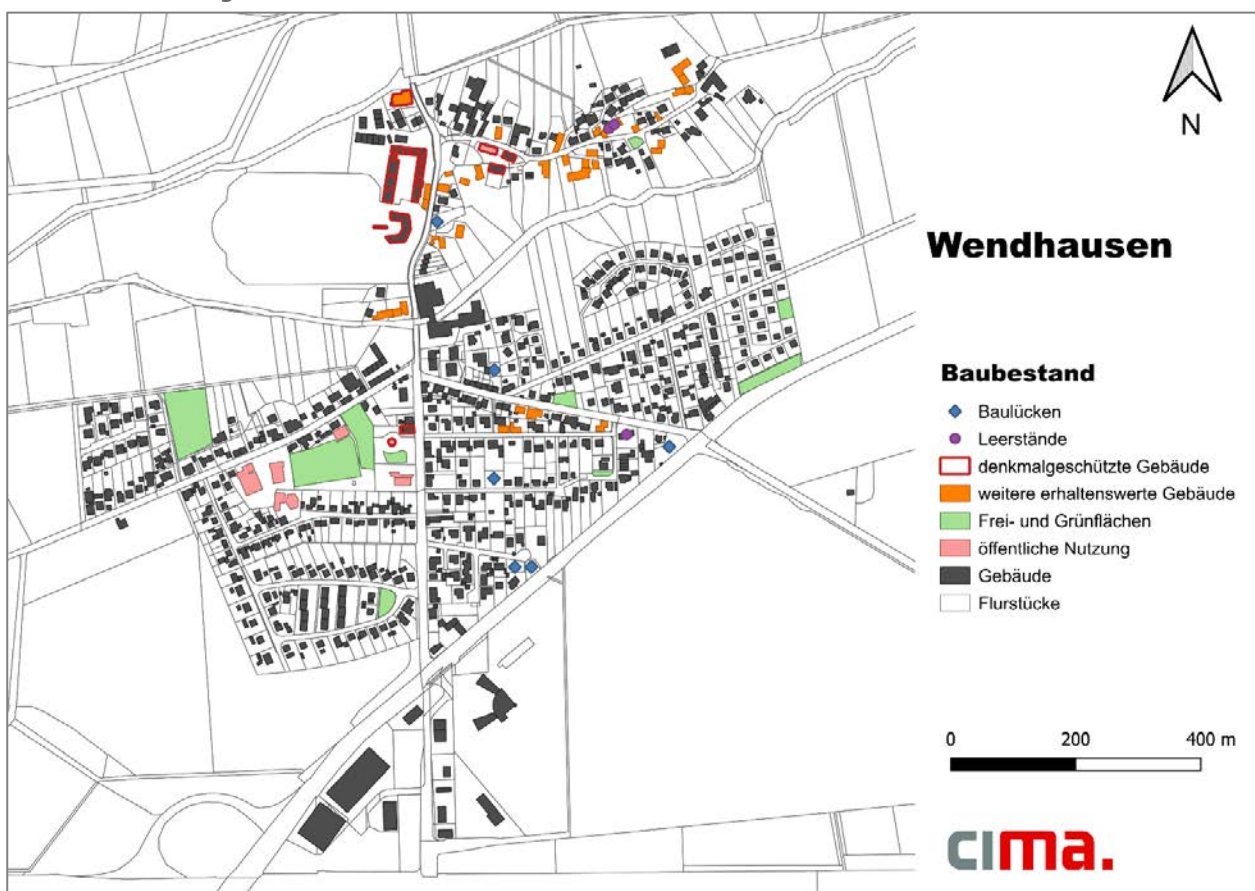 N
Wendhausen
Baubestand
Baulücken
Leerstände
denkmalgeschützte Gebäude
weitere erhaltenswerte Gebäude
Frei- und Grünflächen
öffentliche Nutzung
Gebäude
Flurstücke
0 200 400 m
cima.